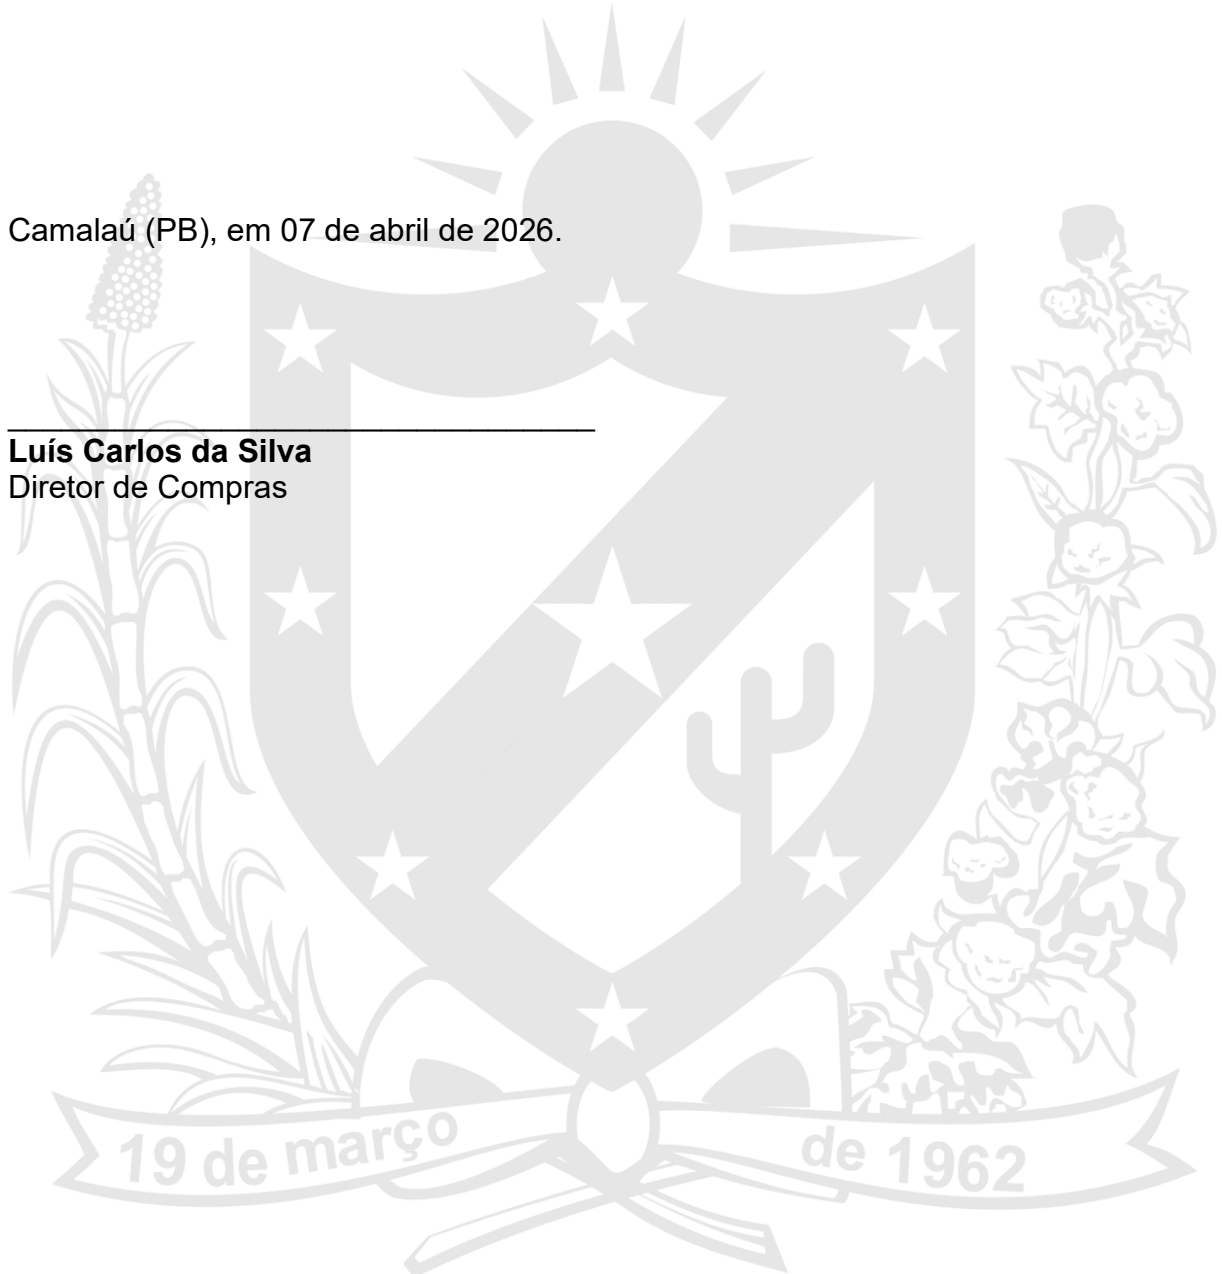 Camalaú (PB), em 07 de abril de 2026.
_________________________________
Luís Carlos da Silva
Diretor de Compras
19 de março de 1962